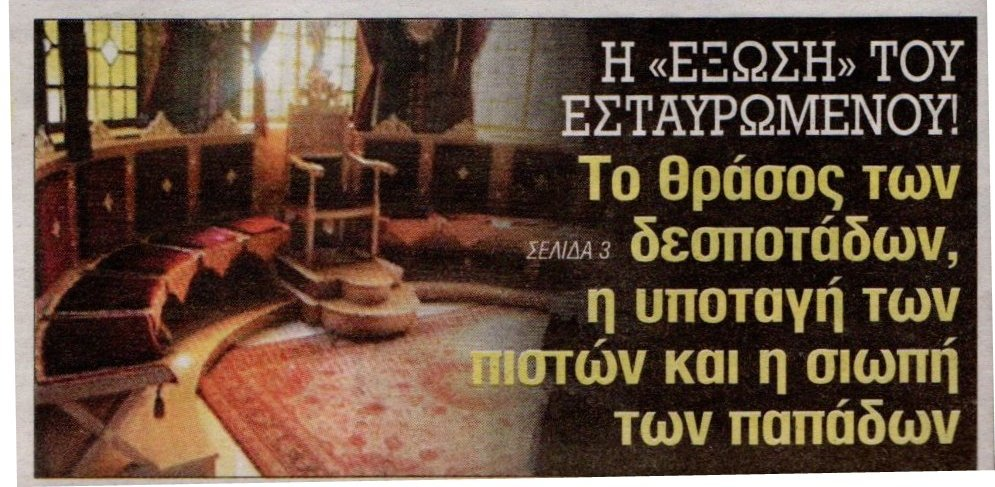 Η «ΕΞΩΣΗ» ΤΟΥ
ΕΣΤΑΥΡΩΜΕΝΟΥ!
Το θράσος των
ΣΕΛΙΔΑ 3 δεσποτάδων,
η υποταγή των
πιστών και η σιωπή
των παπάδων